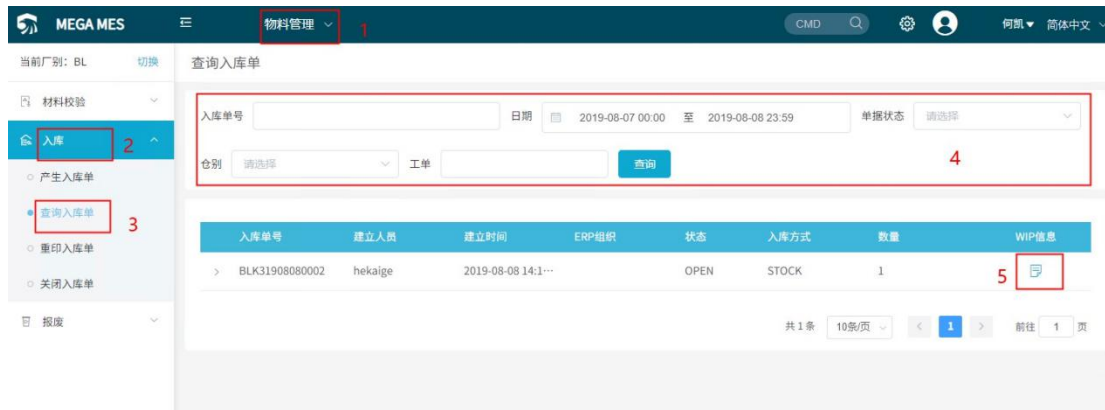 MEGA MES 物料管理 1 CMD 何凯 简体中文
当前厂别：BL 切换 查询入库单
材料校验
入库单号 日期 2019-08-07 00:00 至 2019-08-08 23:59 单据状态 请选择
入库 2
仓别 请选择 工单 查询 4
产生入库单
查询入库单 3
入库单号 建立人员 建立时间 ERP组织 状态 入库方式 数量 WIP信息
重印入库单
BLK31908080002 hekaige 2019-08-08 14:1… OPEN STOCK 1 5
关闭入库单
报废
共 1 条 10条/页 1 前往 1 页